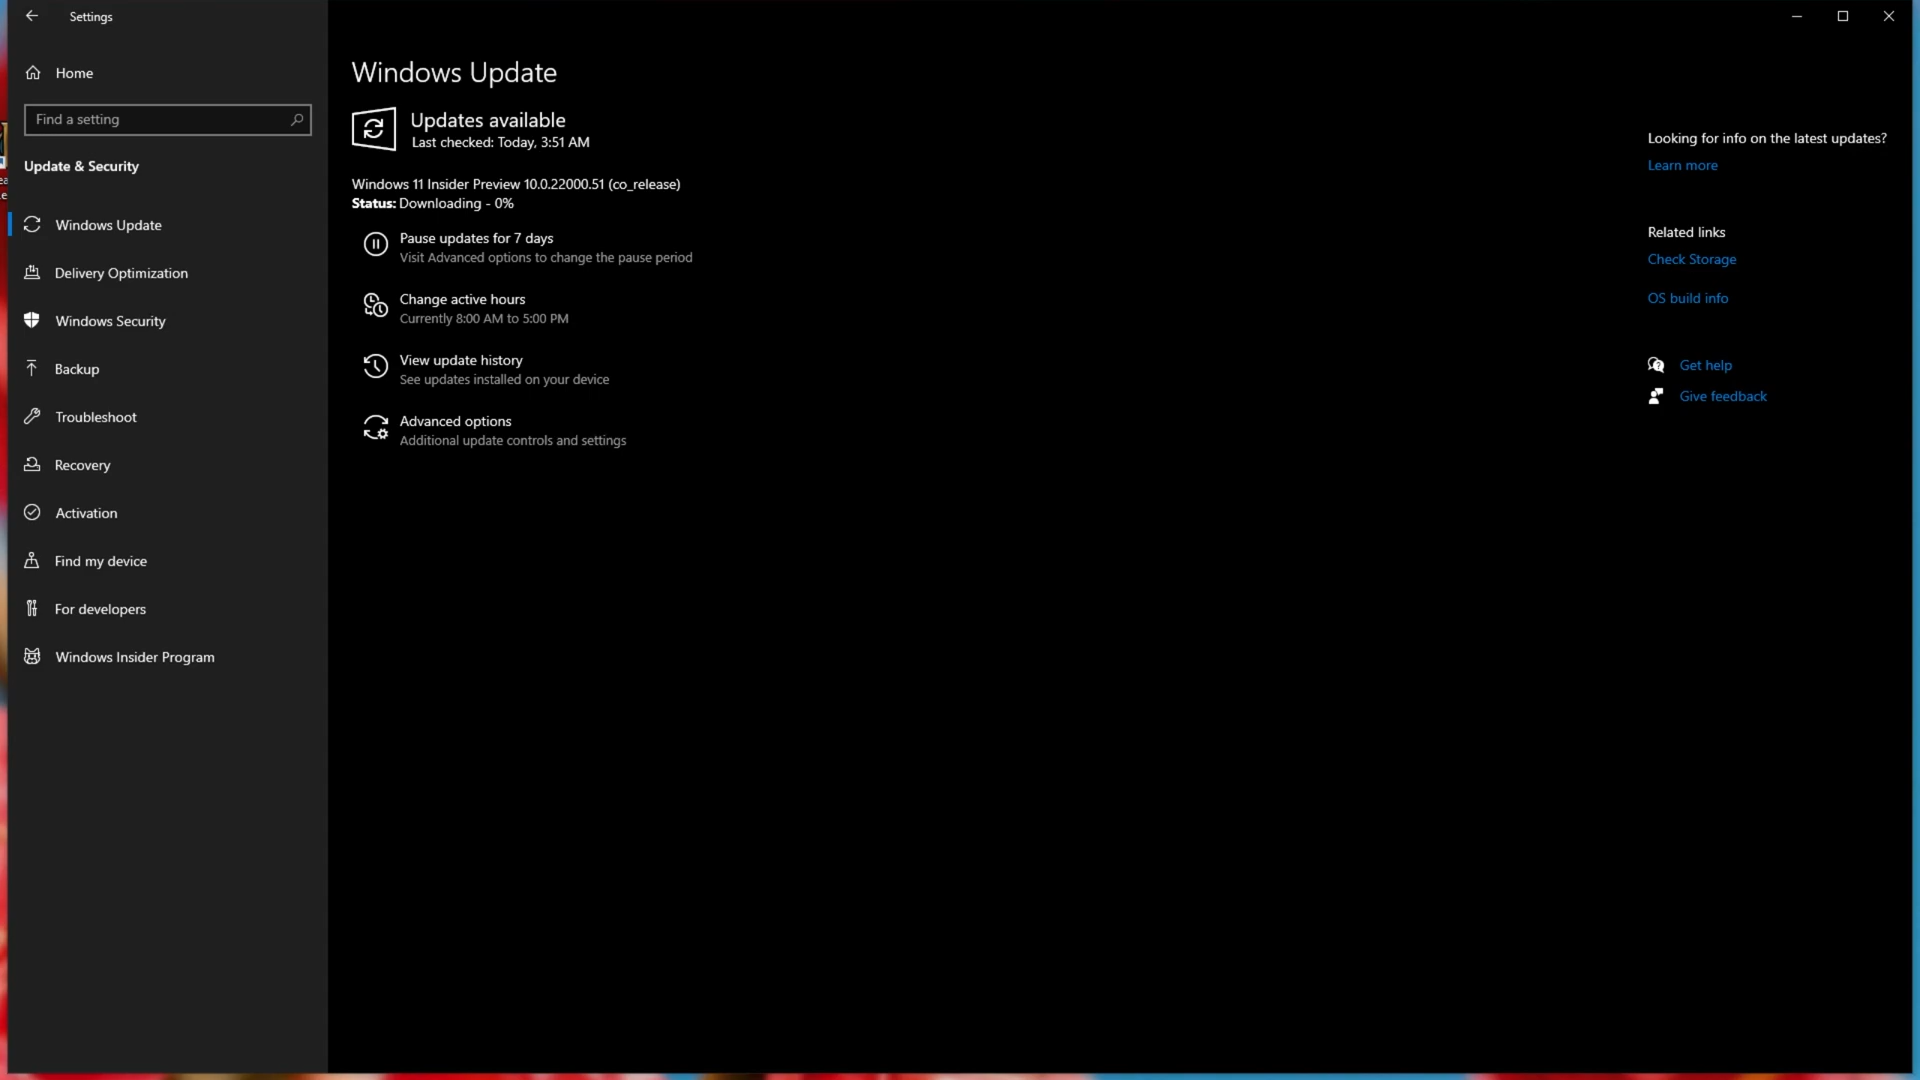 Settings
Home
Find a setting
Update & Security
Windows Update
Delivery Optimization
Windows Security
Backup
Troubleshoot
Recovery
Activation
Find my device
For developers
Windows Insider Program
Windows Update
Updates available
Last checked: Today, 3:51 AM
Windows 11 Insider Preview 10.0.22000.51 (co_release)
Status: Downloading - 0%
Pause updates for 7 days
Visit Advanced options to change the pause period
Change active hours
Currently 8:00 AM to 5:00 PM
View update history
See updates installed on your device
Advanced options
Additional update controls and settings
Looking for info on the latest updates?
Learn more
Related links
Check Storage
OS build info
Get help
Give feedback